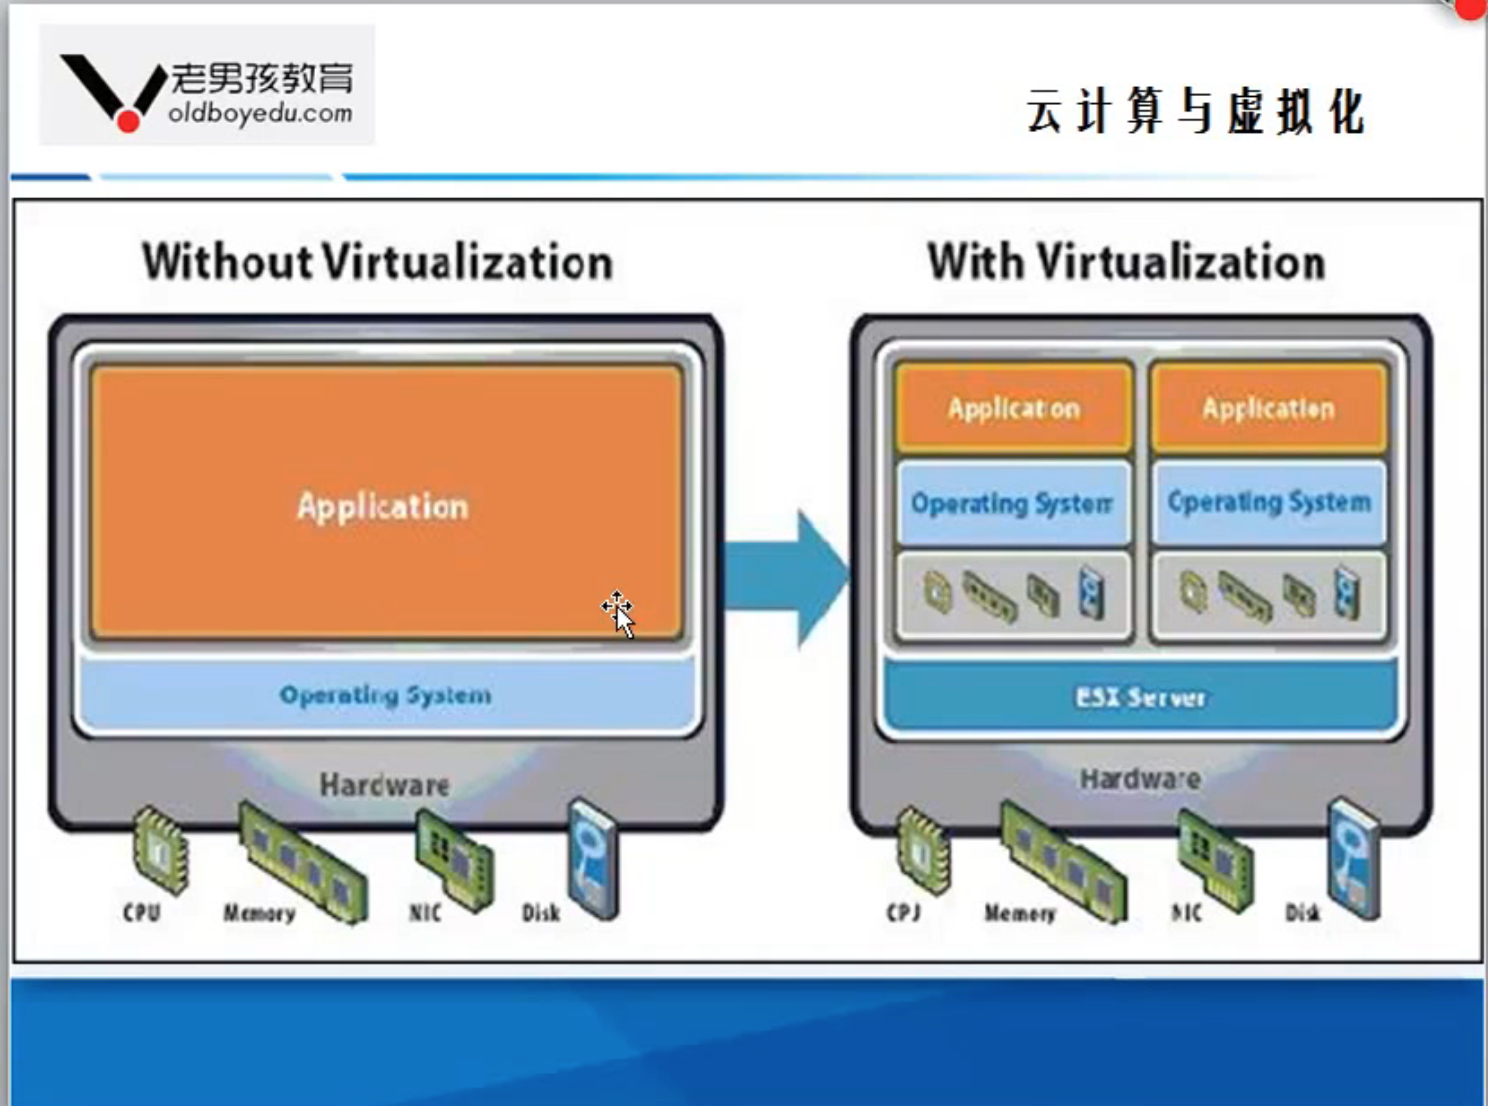 老男孩教育
oldboyedu.com
云计算与虚拟化
Without Virtualization
With Virtualization
Application
Operating System
Hardware
CPU
Memory
NIC
Disk
Application
Application
Operating System
Operating System
ESX Server
Hardware
CPU
Memory
NIC
Disk